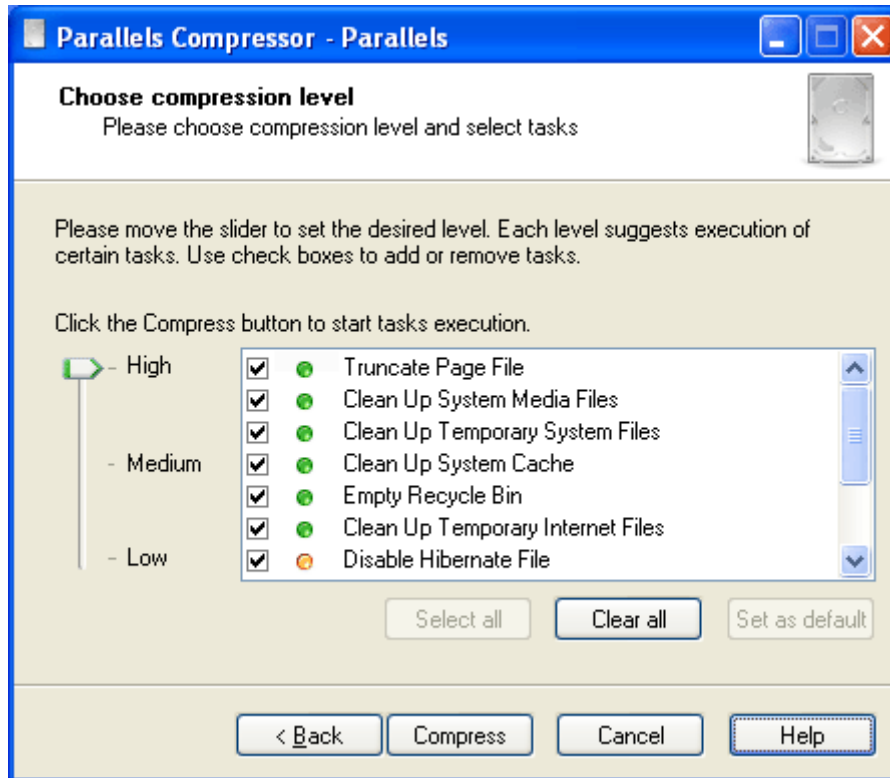 Parallels Compressor - Parallels
Choose compression level
Please choose compression level and select tasks
Please move the slider to set the desired level. Each level suggests execution of
certain tasks. Use check boxes to add or remove tasks.
Click the Compress button to start tasks execution.
High
Medium
Low
Truncate Page File
Clean Up System Media Files
Clean Up Temporary System Files
Clean Up System Cache
Empty Recycle Bin
Clean Up Temporary Internet Files
Disable Hibernate File
Select all Clear all Set as default
< Back Compress Cancel Help